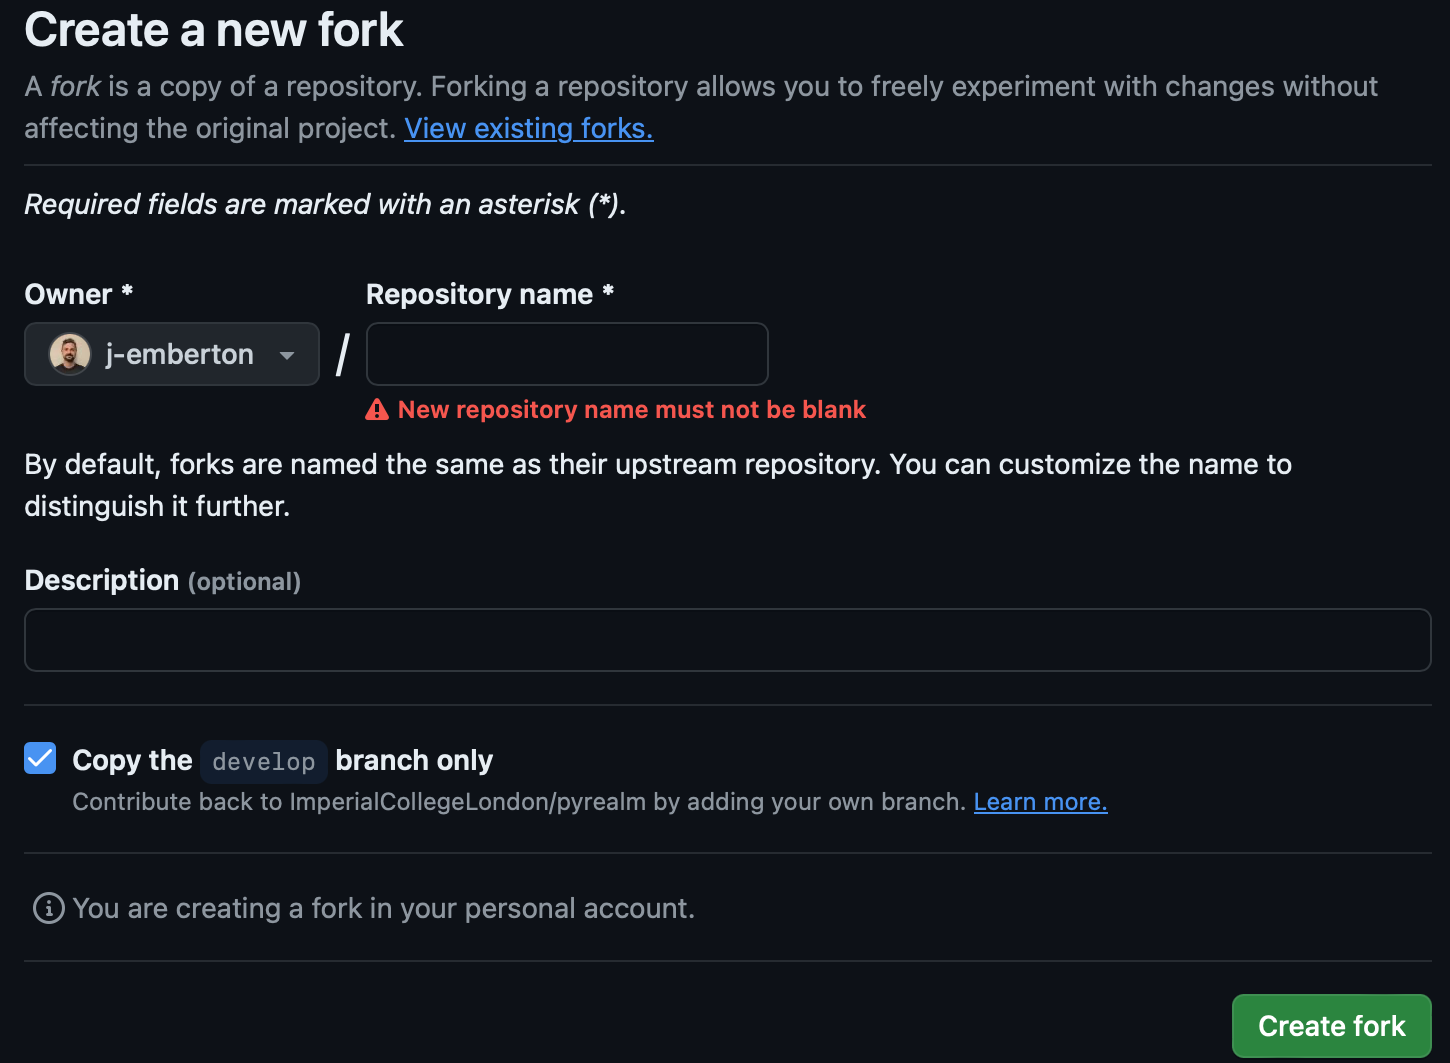 Create a new fork
A fork is a copy of a repository. Forking a repository allows you to freely experiment with changes without
affecting the original project. View existing forks.
Required fields are marked with an asterisk (*).
Owner *
Repository name *
j-emberton
/
New repository name must not be blank
By default, forks are named the same as their upstream repository. You can customize the name to
distinguish it further.
Description (optional)
Copy the develop branch only
Contribute back to ImperialCollegeLondon/pyrealm by adding your own branch. Learn more.
You are creating a fork in your personal account.
Create fork